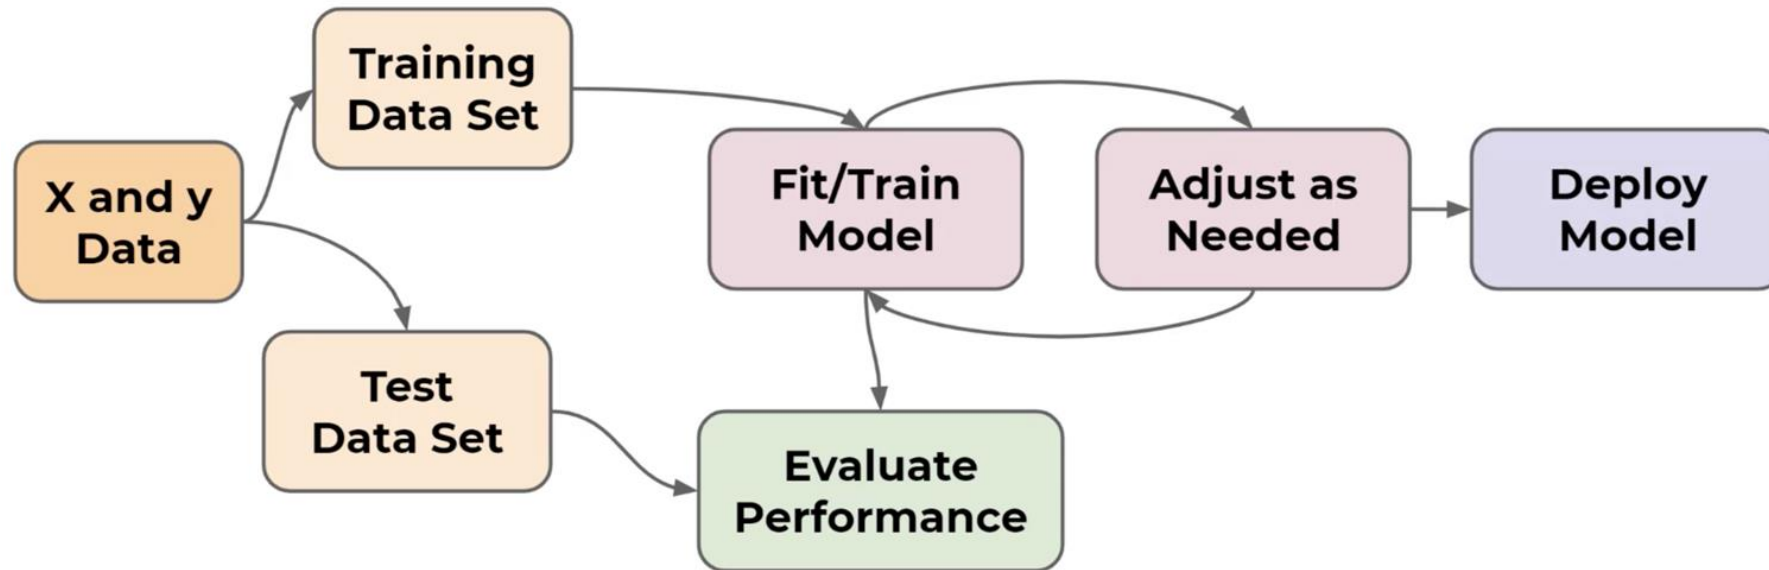 Training
Data Set
X and y
Data
Fit/Train
Model
Adjust as
Needed
Deploy
Model
Test
Data Set
Evaluate
Performance